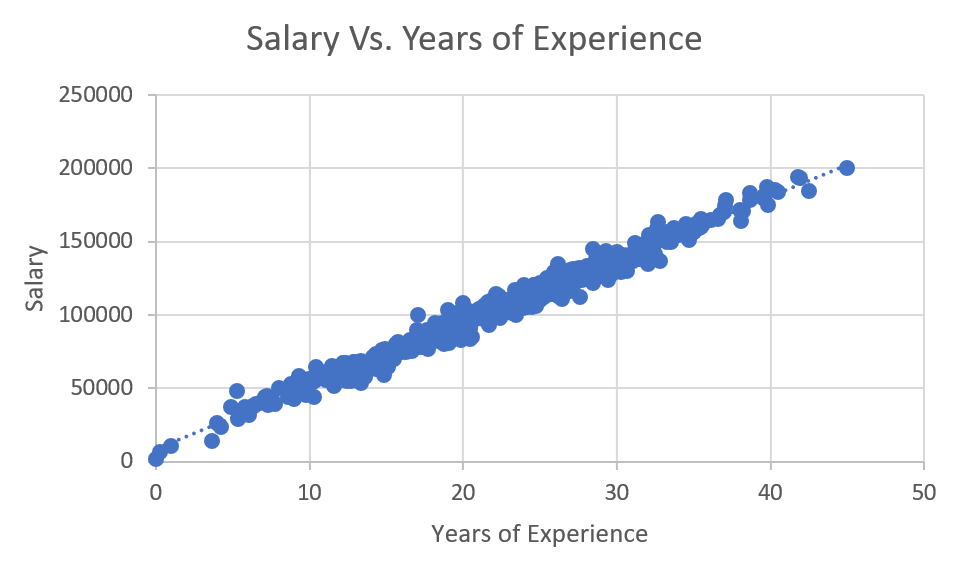 Salary Vs. Years of Experience
250000
200000
150000
100000
50000
0
Salary
0 10 20 30 40 50
Years of Experience